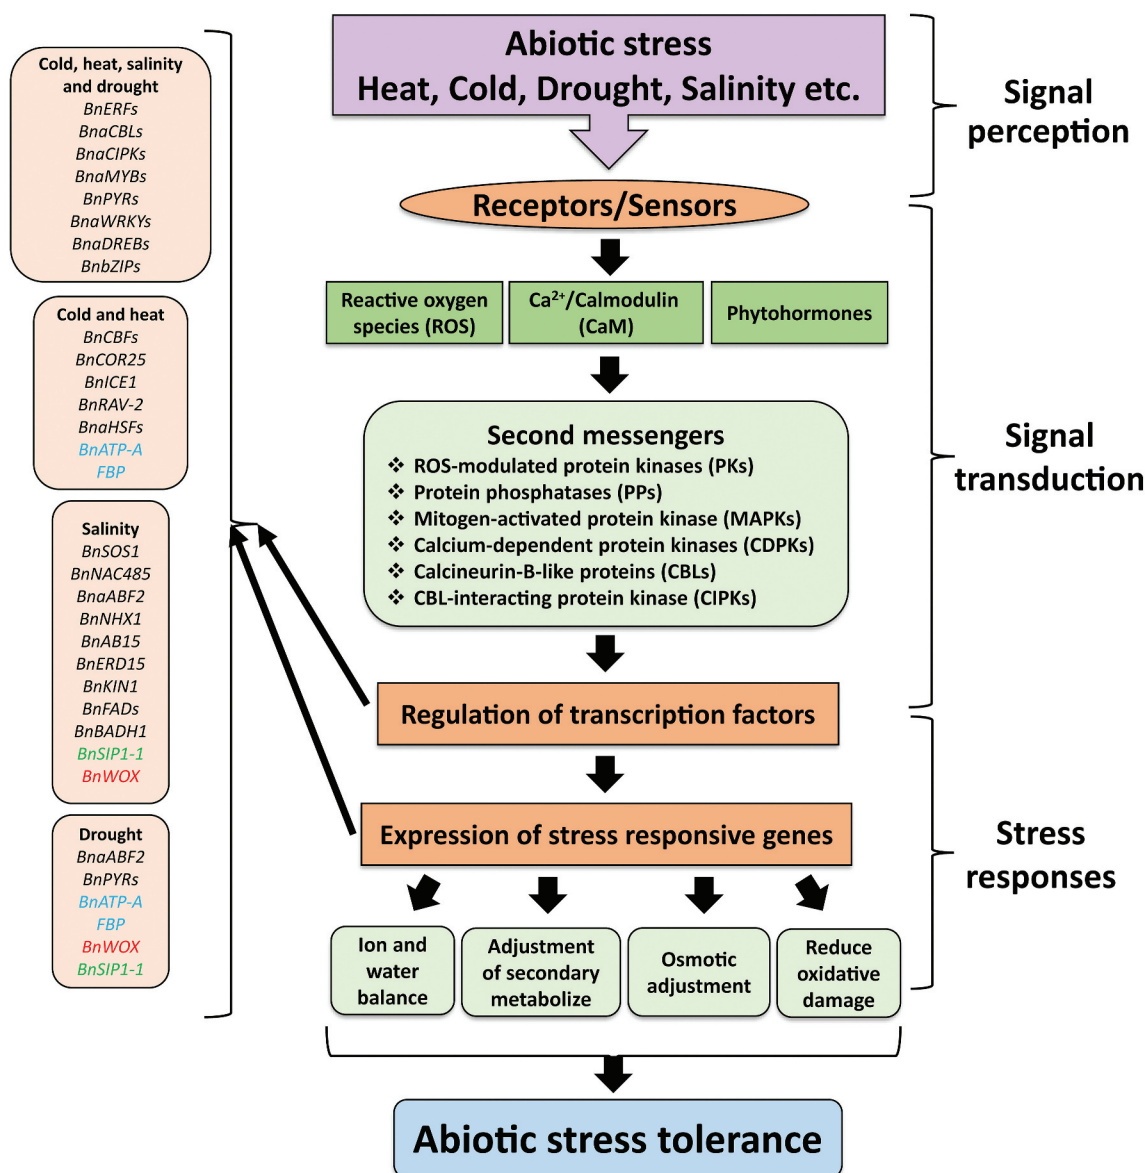 Abiotic stress
Heat, Cold, Drought, Salinity etc.
Receptors/Sensors
Reactive oxygen
species (ROS)
Ca²⁺/Calmodulin
(CaM)
Phytohormones
Second messengers
❖ ROS-modulated protein kinases (PKs)
❖ Protein phosphatases (PPs)
❖ Mitogen-activated protein kinase (MAPKs)
❖ Calcium-dependent protein kinases (CDPKs)
❖ Calcineurin-B-like proteins (CBLs)
❖ CBL-interacting protein kinase (CIPKs)
Regulation of transcription factors
Expression of stress responsive genes
Ion and
water
balance
Adjustment
of secondary
metabolize
Osmotic
adjustment
Reduce
oxidative
damage
Abiotic stress tolerance
Cold, heat, salinity
and drought
BnERFs
BnaCBLs
BnaCIPKs
BnaMYBs
BnPYRs
BnaWRKYs
BnaDREBs
BnbZIPs
Cold and heat
BnCBFs
BnCOR25
BnICE1
BnRAV-2
BnaHSFs
BnATP-A
FBP
Salinity
BnSOS1
BnNAC485
BnaABF2
BnNHX1
BnAB15
BnERD15
BnKIN1
BnFADs
BnBADH1
BnSIP1-1
BnWOX
Drought
BnaABF2
BnPYRs
BnATP-A
FBP
BnWOX
BnSIP1-1
Signal
perception
Signal
transduction
Stress
responses